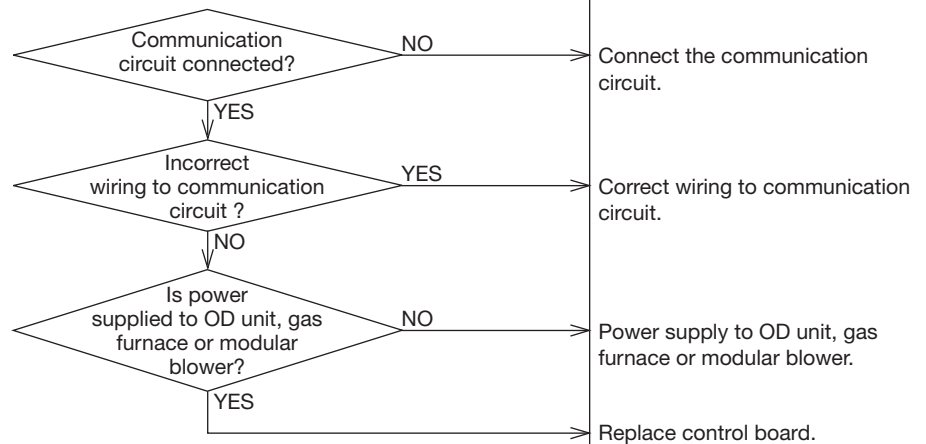 Communication
circuit connected?
NO
Connect the communication
circuit.
YES
Incorrect
wiring to communication
circuit ?
YES
Correct wiring to communication
circuit.
NO
Is power
supplied to OD unit, gas
furnace or modular
blower?
NO
Power supply to OD unit, gas
furnace or modular blower.
YES
Replace control board.